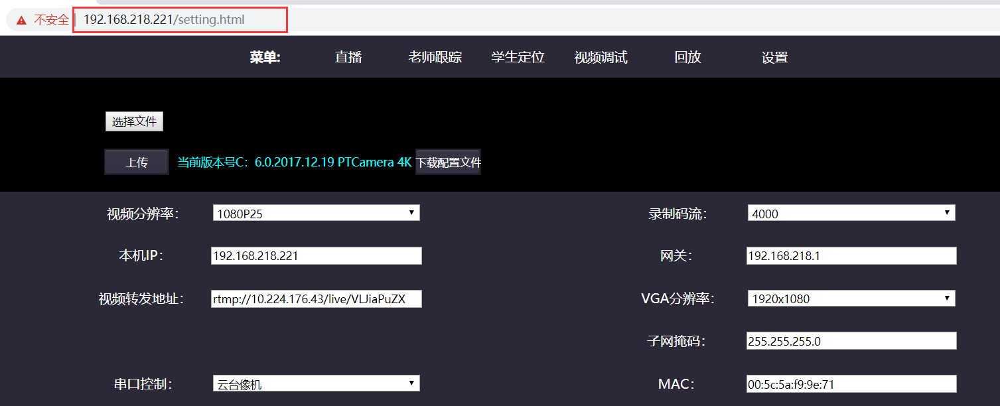 不安全 192.168.218.221/setting.html
菜单: 直播 老师跟踪 学生定位 视频调试 回放 设置
选择文件
上传 当前版本号C：6.0.2017.12.19 PTCamera 4K 下载配置文件
视频分辨率： 1080P25 录制码流： 4000
本机IP： 192.168.218.221 网关： 192.168.218.1
视频转发地址： rtmp://10.224.176.43/live/VLJiaPuZX VGA分辨率： 1920x1080
子网掩码： 255.255.255.0
串口控制： 云台像机 MAC： 00:5c:5a:f9:9e:71